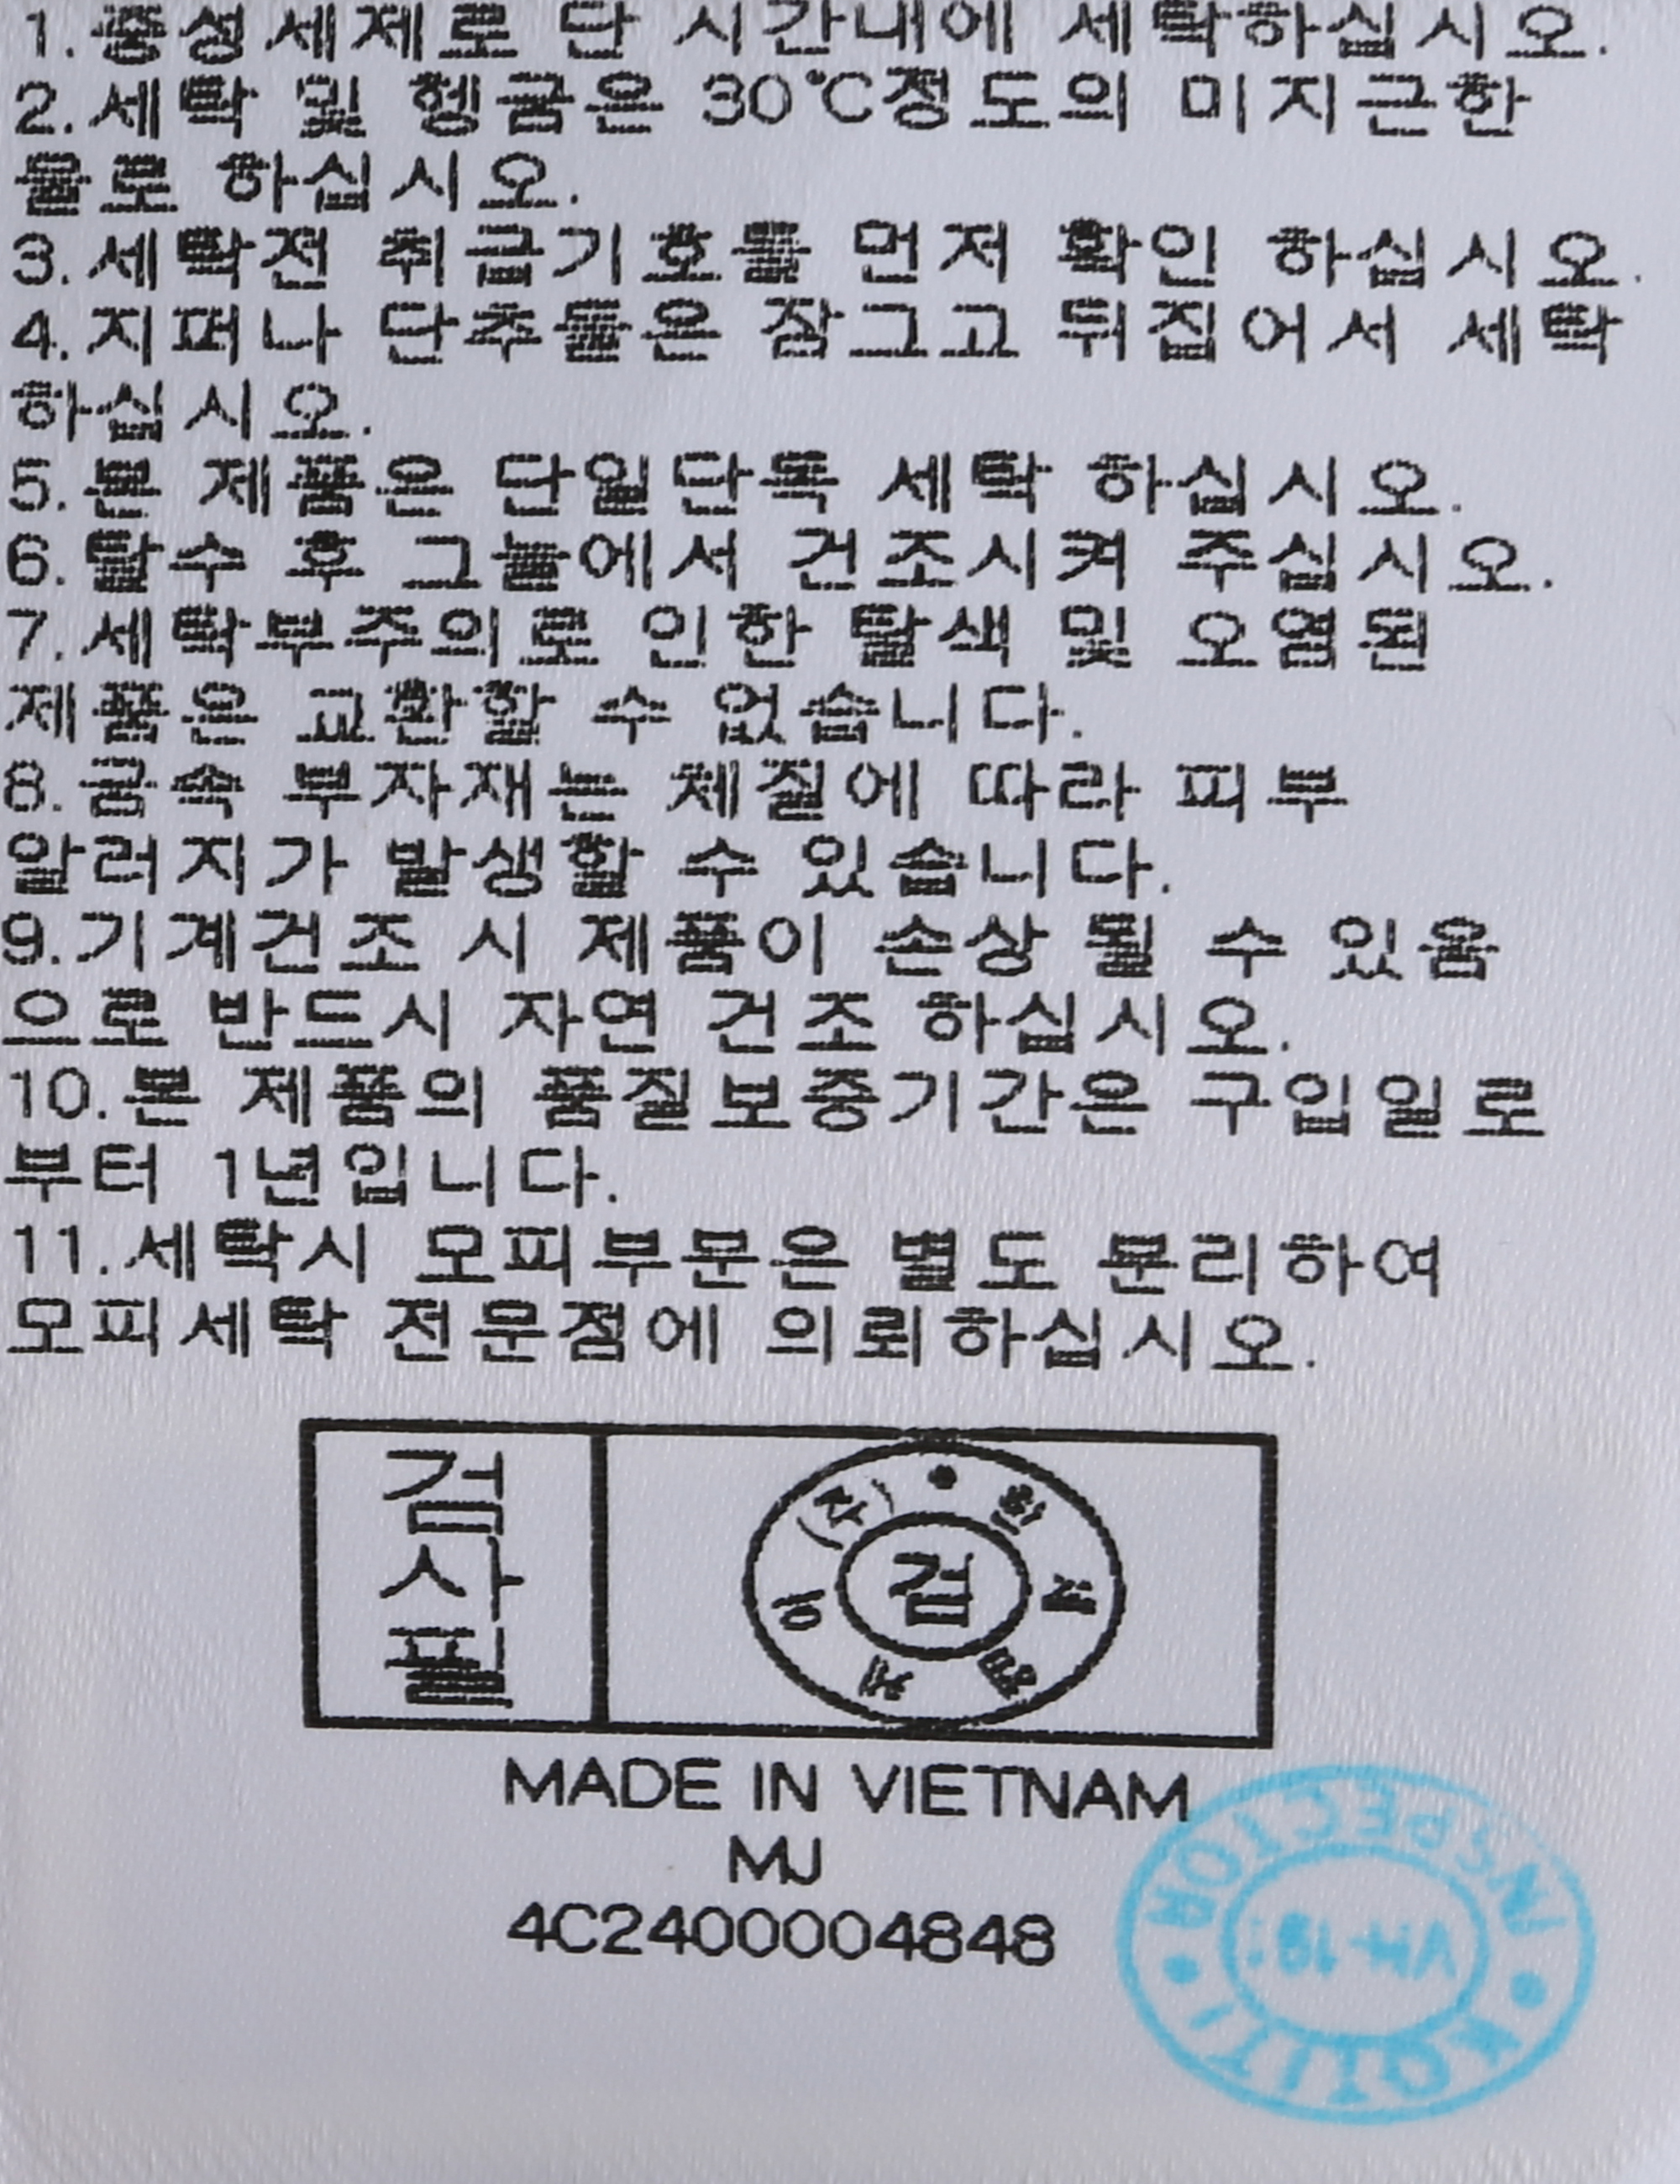 1.중성세제로 단 시간내에 세탁하십시오.
2.세탁 및 헹굼은 30℃정도의 미지근한
물로 하십시오.
3.세탁전 취급기호를 먼저 확인 하십시오.
4.지퍼나 단추들은 잠그고 뒤집어서 세탁
하십시오.
5.본 제품은 단일단독 세탁 하십시오.
6.탈수 후 그늘에서 건조시켜 주십시오.
7.세탁부주의로 인한 탈색 및 오염된
제품은 교환할 수 없습니다.
8.금속 부자재는 체질에 따라 피부
알러지가 발생할 수 있습니다.
9.기계건조 시 제품이 손상 될 수 있음
으로 반드시 자연 건조 하십시오.
10.본 제품의 품질보증기간은 구입일로
부터 1년입니다.
11.세탁시 모피부분은 별도 분리하여
모피세탁 전문점에 의뢰하십시오.
검사필
검
MADE IN VIETNAM
MJ
4C2400004848
INSPECTOR
KOTITI